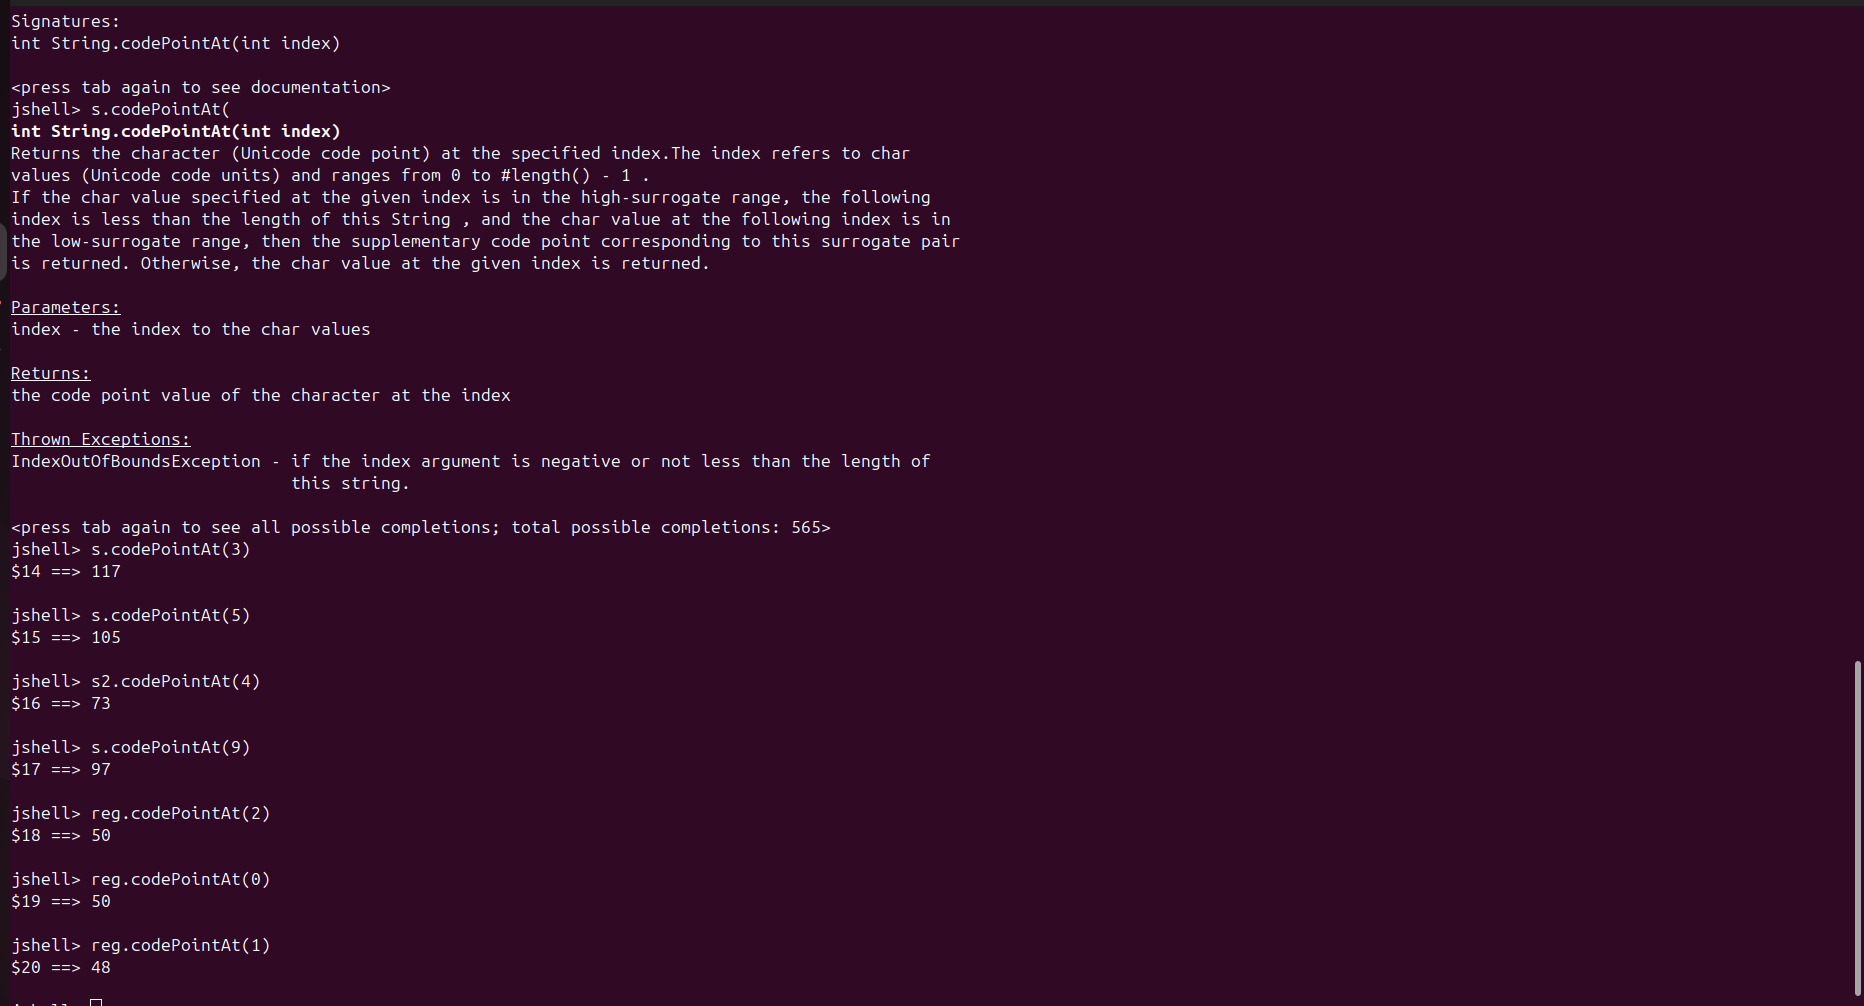 Signatures:
int String.codePointAt(int index)
<press tab again to see documentation>
jshell> s.codePointAt(
int String.codePointAt(int index)
Returns the character (Unicode code point) at the specified index.The index refers to char
values (Unicode code units) and ranges from 0 to #length() - 1 .
If the char value specified at the given index is in the high-surrogate range, the following
index is less than the length of this String , and the char value at the following index is in
the low-surrogate range, then the supplementary code point corresponding to this surrogate pair
is returned. Otherwise, the char value at the given index is returned.
Parameters:
index - the index to the char values
Returns:
the code point value of the character at the index
Thrown Exceptions:
IndexOutOfBoundsException - if the index argument is negative or not less than the length of
this string.
<press tab again to see all possible completions; total possible completions: 565>
jshell> s.codePointAt(3)
$14 ==> 117
jshell> s.codePointAt(5)
$15 ==> 105
jshell> s2.codePointAt(4)
$16 ==> 73
jshell> s.codePointAt(9)
$17 ==> 97
jshell> reg.codePointAt(2)
$18 ==> 50
jshell> reg.codePointAt(0)
$19 ==> 50
jshell> reg.codePointAt(1)
$20 ==> 48